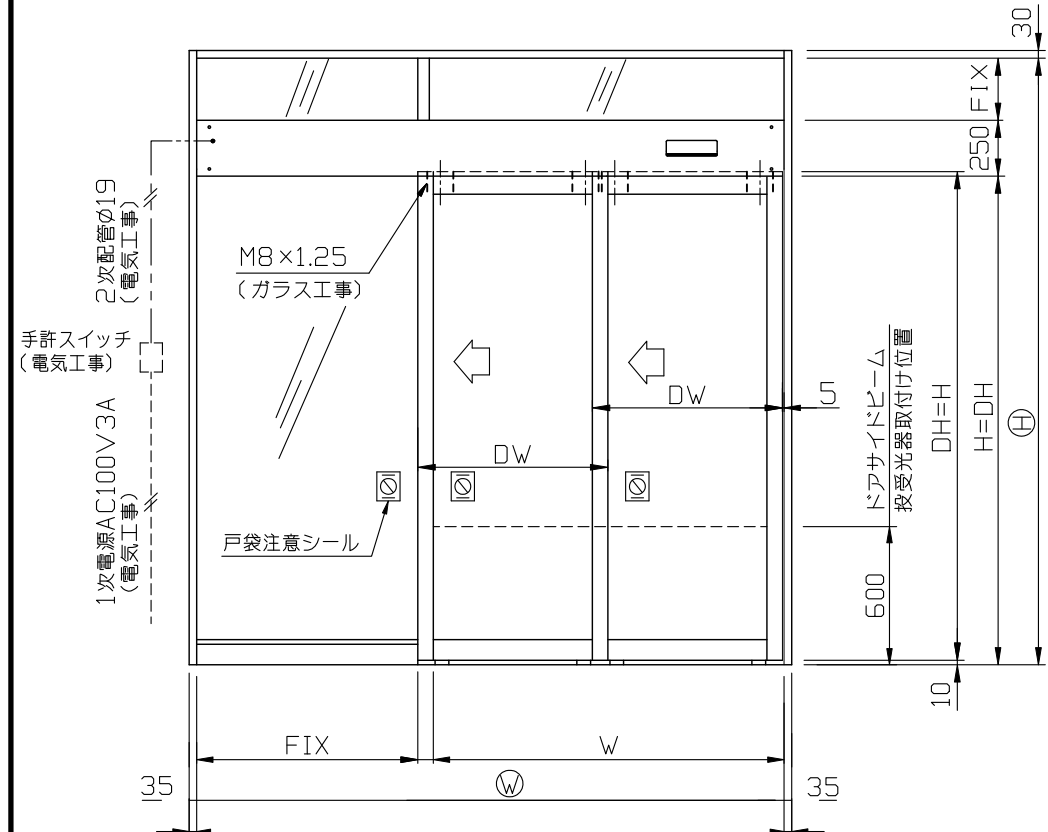 30
FIX
250
2次配管Ø19
(電気工事)
M8×1.25
(ガラス工事)
手許スイッチ
(電気工事)
1次電源AC100V3A
(電気工事)
DW
5
DW
ドアサイドビーム
投受光器取付け位置
DH=H
H=DH
H
戸袋注意シール
600
10
FIX
W
W
35
35